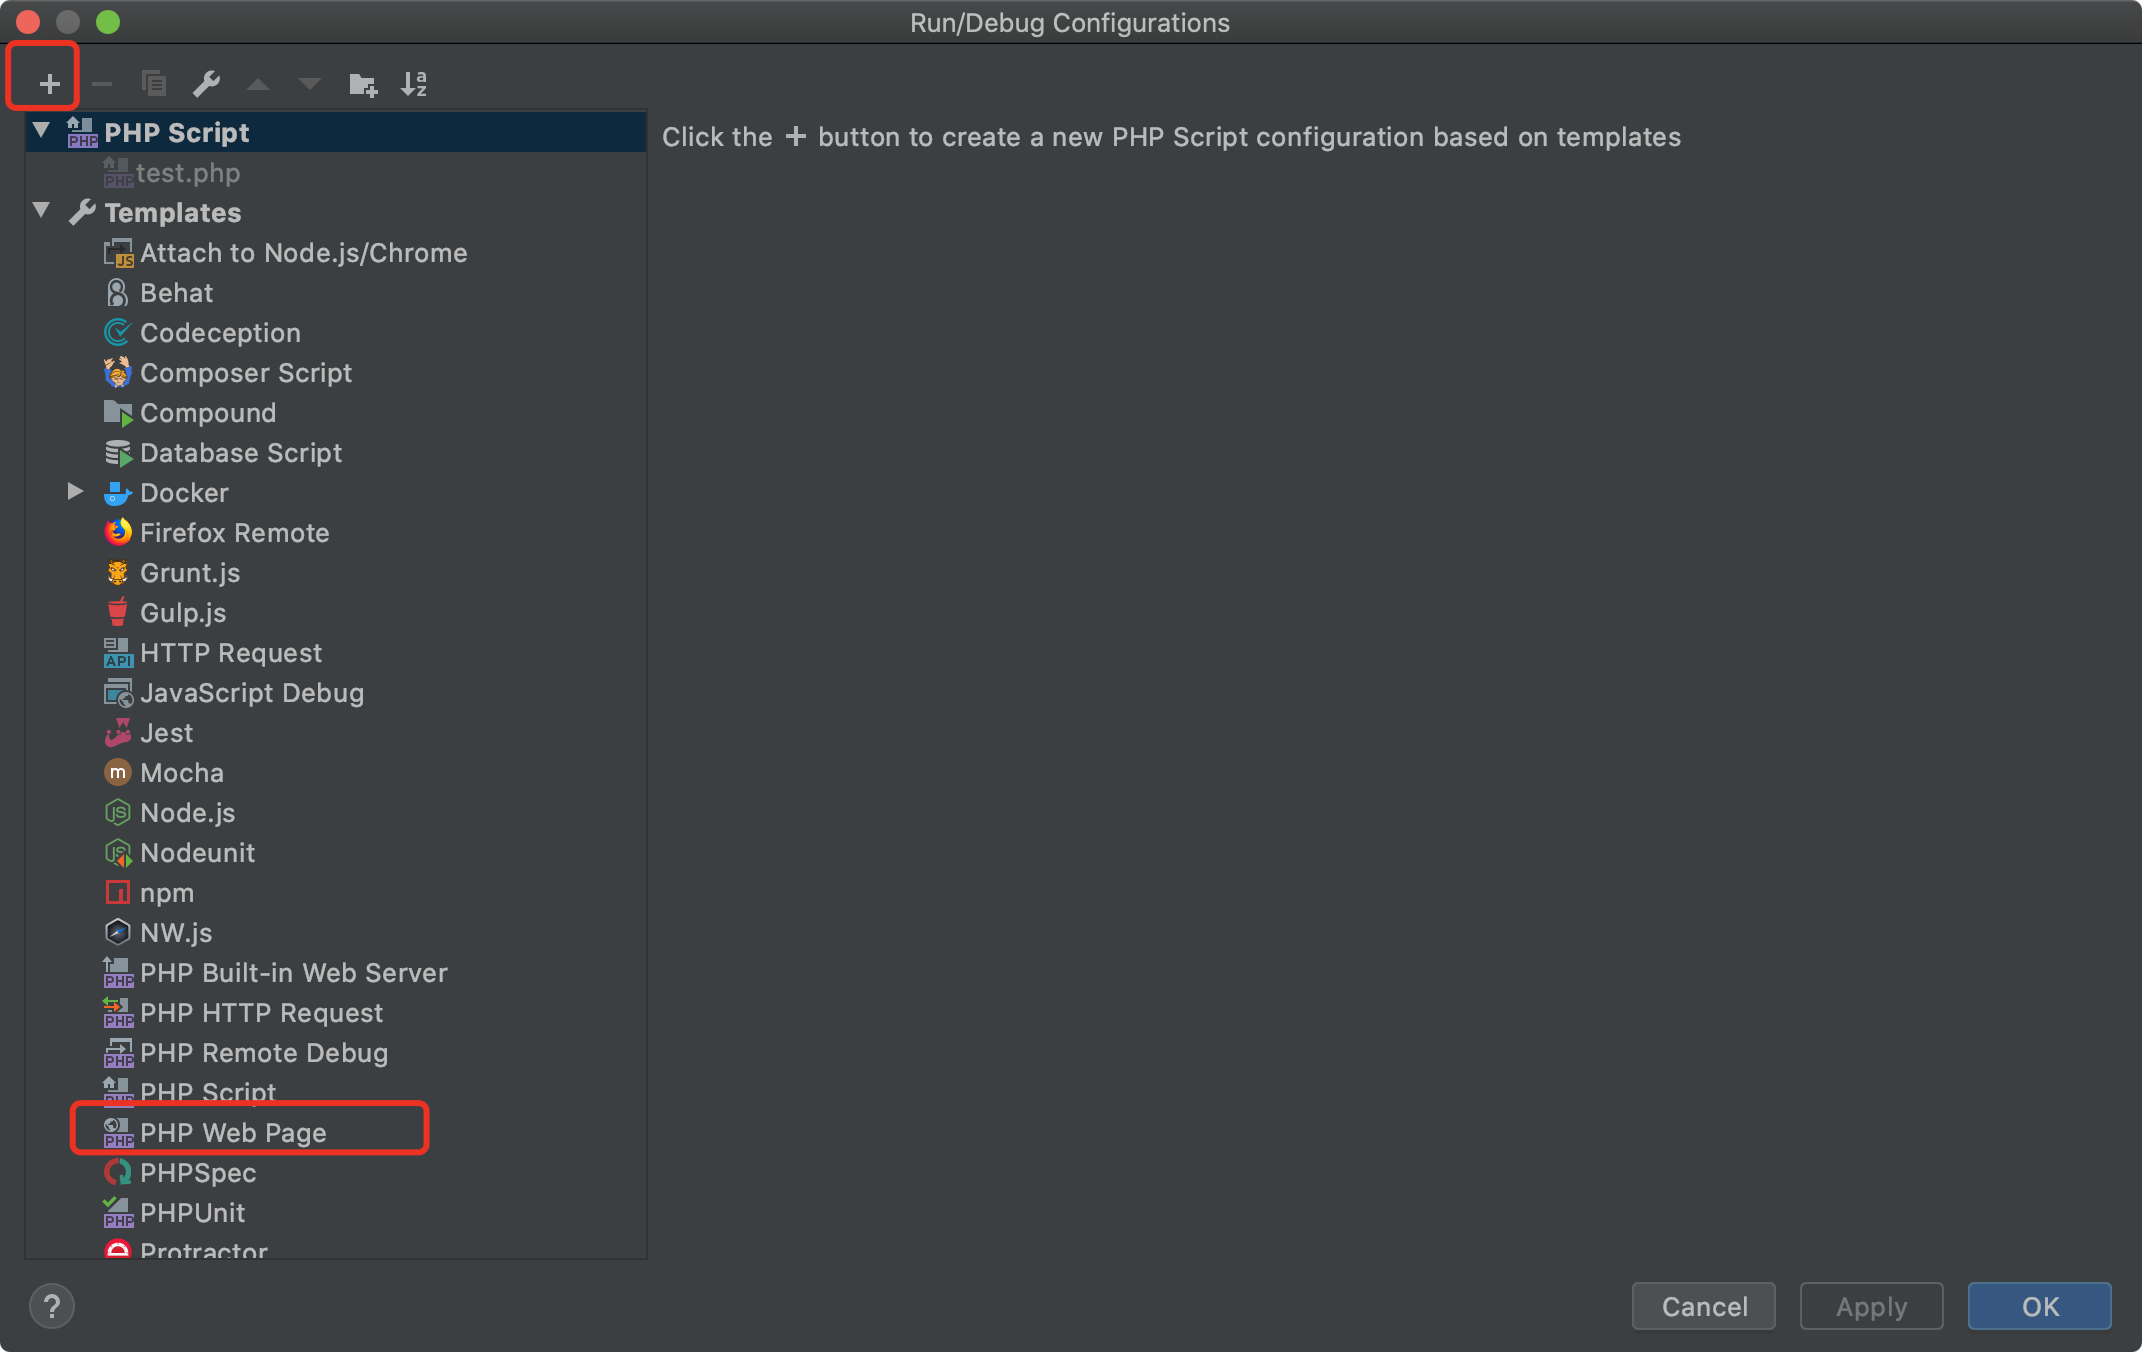 Run/Debug Configurations
PHP Script
Click the + button to create a new PHP Script configuration based on templates
test.php
Templates
Attach to Node.js/Chrome
Behat
Codeception
Composer Script
Compound
Database Script
Docker
Firefox Remote
Grunt.js
Gulp.js
HTTP Request
JavaScript Debug
Jest
Mocha
Node.js
Nodeunit
npm
NW.js
PHP Built-in Web Server
PHP HTTP Request
PHP Remote Debug
PHP Script
PHP Web Page
PHPSpec
PHPUnit
Protractor
?
Cancel
Apply
OK